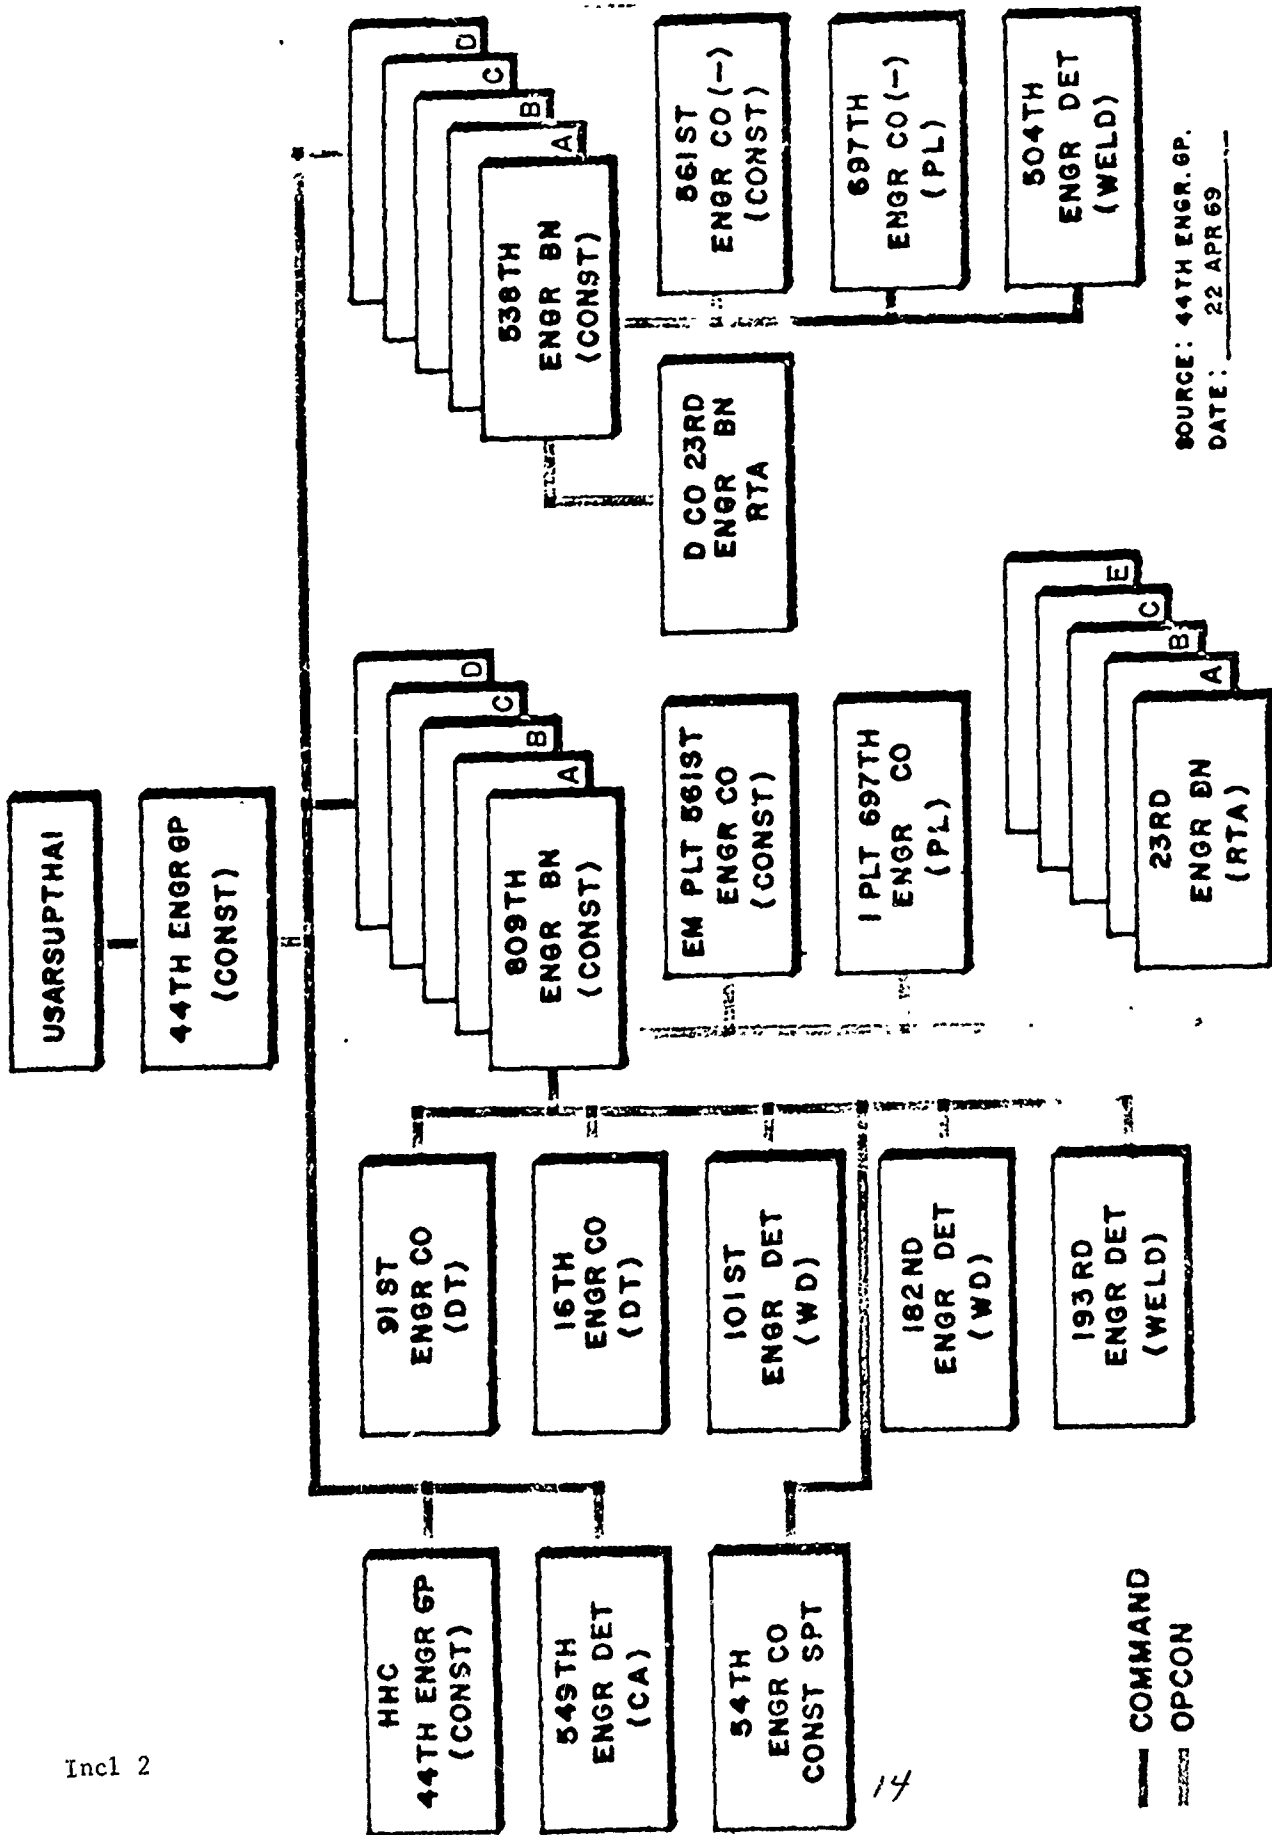 USARSUPTHAI
44TH ENGR GP
(CONST)
HHC
44TH ENGR GP
(CONST)
549TH
ENGR DET
(CA)
54TH
ENGR CO
CONST SPT
91ST
ENGR CO
(DT)
16TH
ENGR CO
(DT)
101ST
ENGR DET
(WD)
182ND
ENGR DET
(WD)
193RD
ENGR DET
(WELD)
D
C
B
A
809TH
ENGR BN
(CONST)
EM PLT 561ST
ENGR CO
(CONST)
1 PLT 697TH
ENGR CO
(PL)
E
C
B
A
23RD
ENGR BN
(RTA)
D
C
B
A
538TH
ENGR BN
(CONST)
D CO 23RD
ENGR BN
RTA
561ST
ENGR CO (-)
(CONST)
697TH
ENGR CO (-)
(PL)
504TH
ENGR DET
(WELD)
COMMAND
OPCON
SOURCE: 44TH ENGR. GP.
DATE: 22 APR 69
Incl 2
14